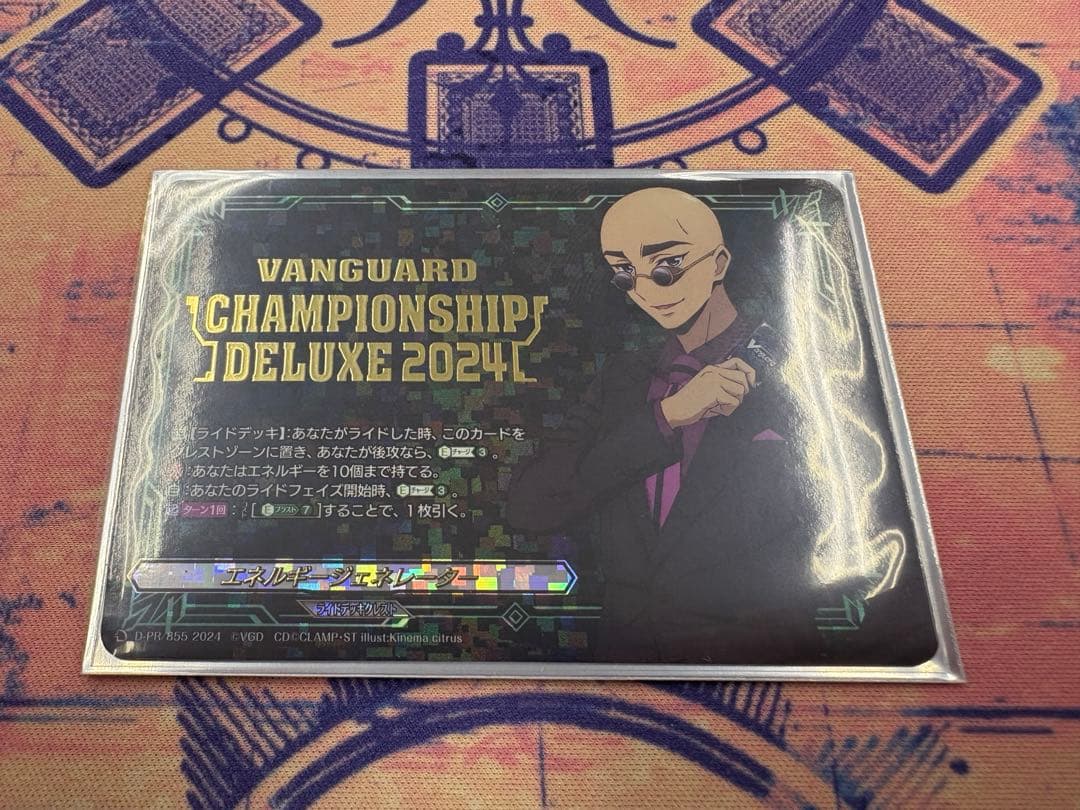 VANGUARD
CHAMPIONSHIP
DELUXE 2024
【ライドデッキ】:あなたがライドした時、このカードを
クレストゾーンに置き、あなたが後攻なら、Eチャージ3。
:あなたはエネルギーを10個まで持てる。
自:あなたのライドフェイズ開始時、Eチャージ3。
起ターン1回:[Eブラスト7]することで、1枚引く。
エネルギージェネレーター
ライドデッキクレスト
D-PR/855 2024 ©VGD CD©CLAMP・ST illust:Kinema citrus